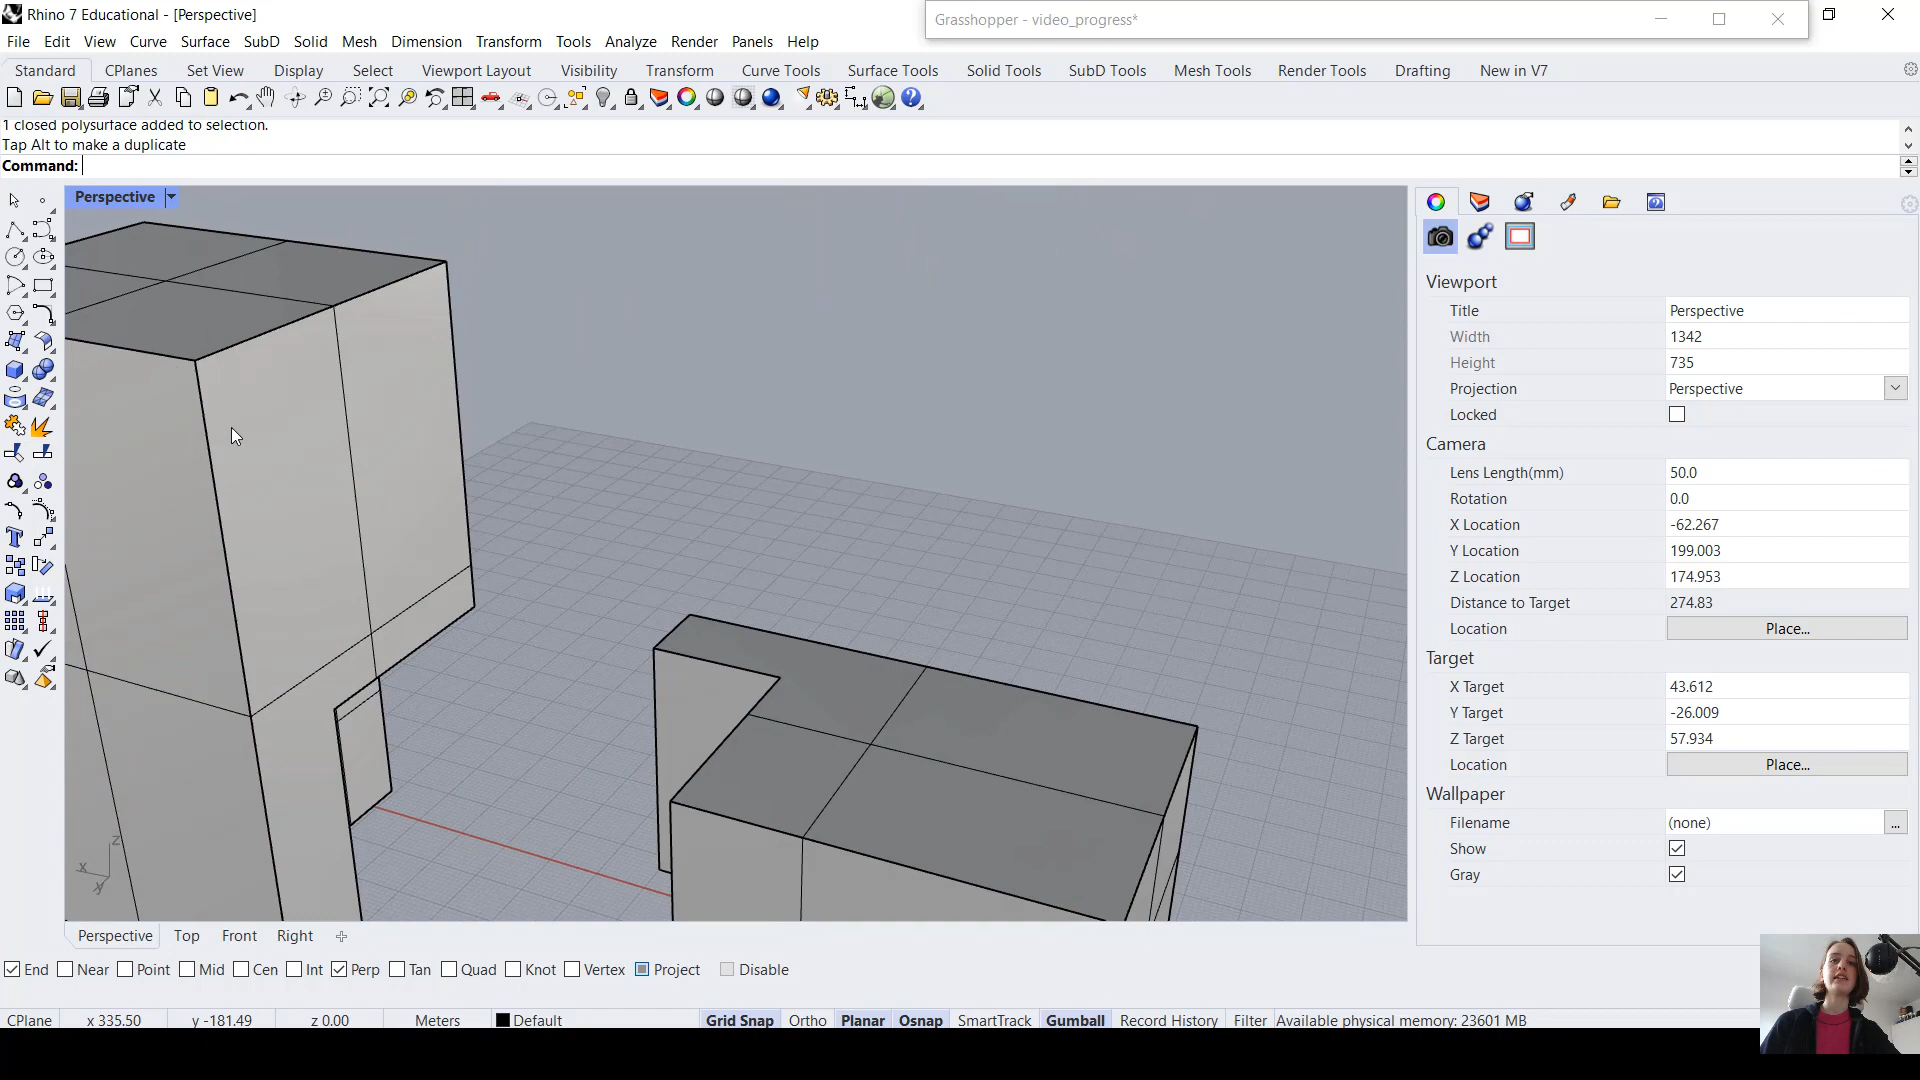 Rhino 7 Educational - [Perspective]
Grasshopper - video_progress*
File Edit View Curve Surface SubD Solid Mesh Dimension Transform Tools Analyze Render Panels Help
Standard CPlanes Set View Display Select Viewport Layout Visibility Transform Curve Tools Surface Tools Solid Tools SubD Tools Mesh Tools Render Tools Drafting New in V7
1 closed polysurface added to selection.
Tap Alt to make a duplicate
Command:
Perspective
Viewport
Title Perspective
Width 1342
Height 735
Projection Perspective
Locked
Camera
Lens Length(mm) 50.0
Rotation 0.0
X Location -62.267
Y Location 199.003
Z Location 174.953
Distance to Target 274.83
Location Place...
Target
X Target 43.612
Y Target -26.009
Z Target 57.934
Location Place...
Wallpaper
Filename (none) ...
Show
Gray
z
x
y
Perspective Top Front Right
End Near Point Mid Cen Int Perp Tan Quad Knot Vertex Project Disable
CPlane x 335.50 y -181.49 z 0.00 Meters Default Grid Snap Ortho Planar Osnap SmartTrack Gumball Record History Filter Available physical memory: 23601 MB